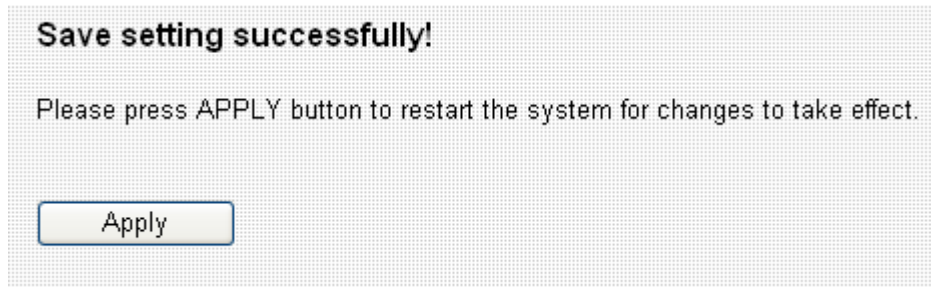 Save setting successfully!
Please press APPLY button to restart the system for changes to take effect.
Apply